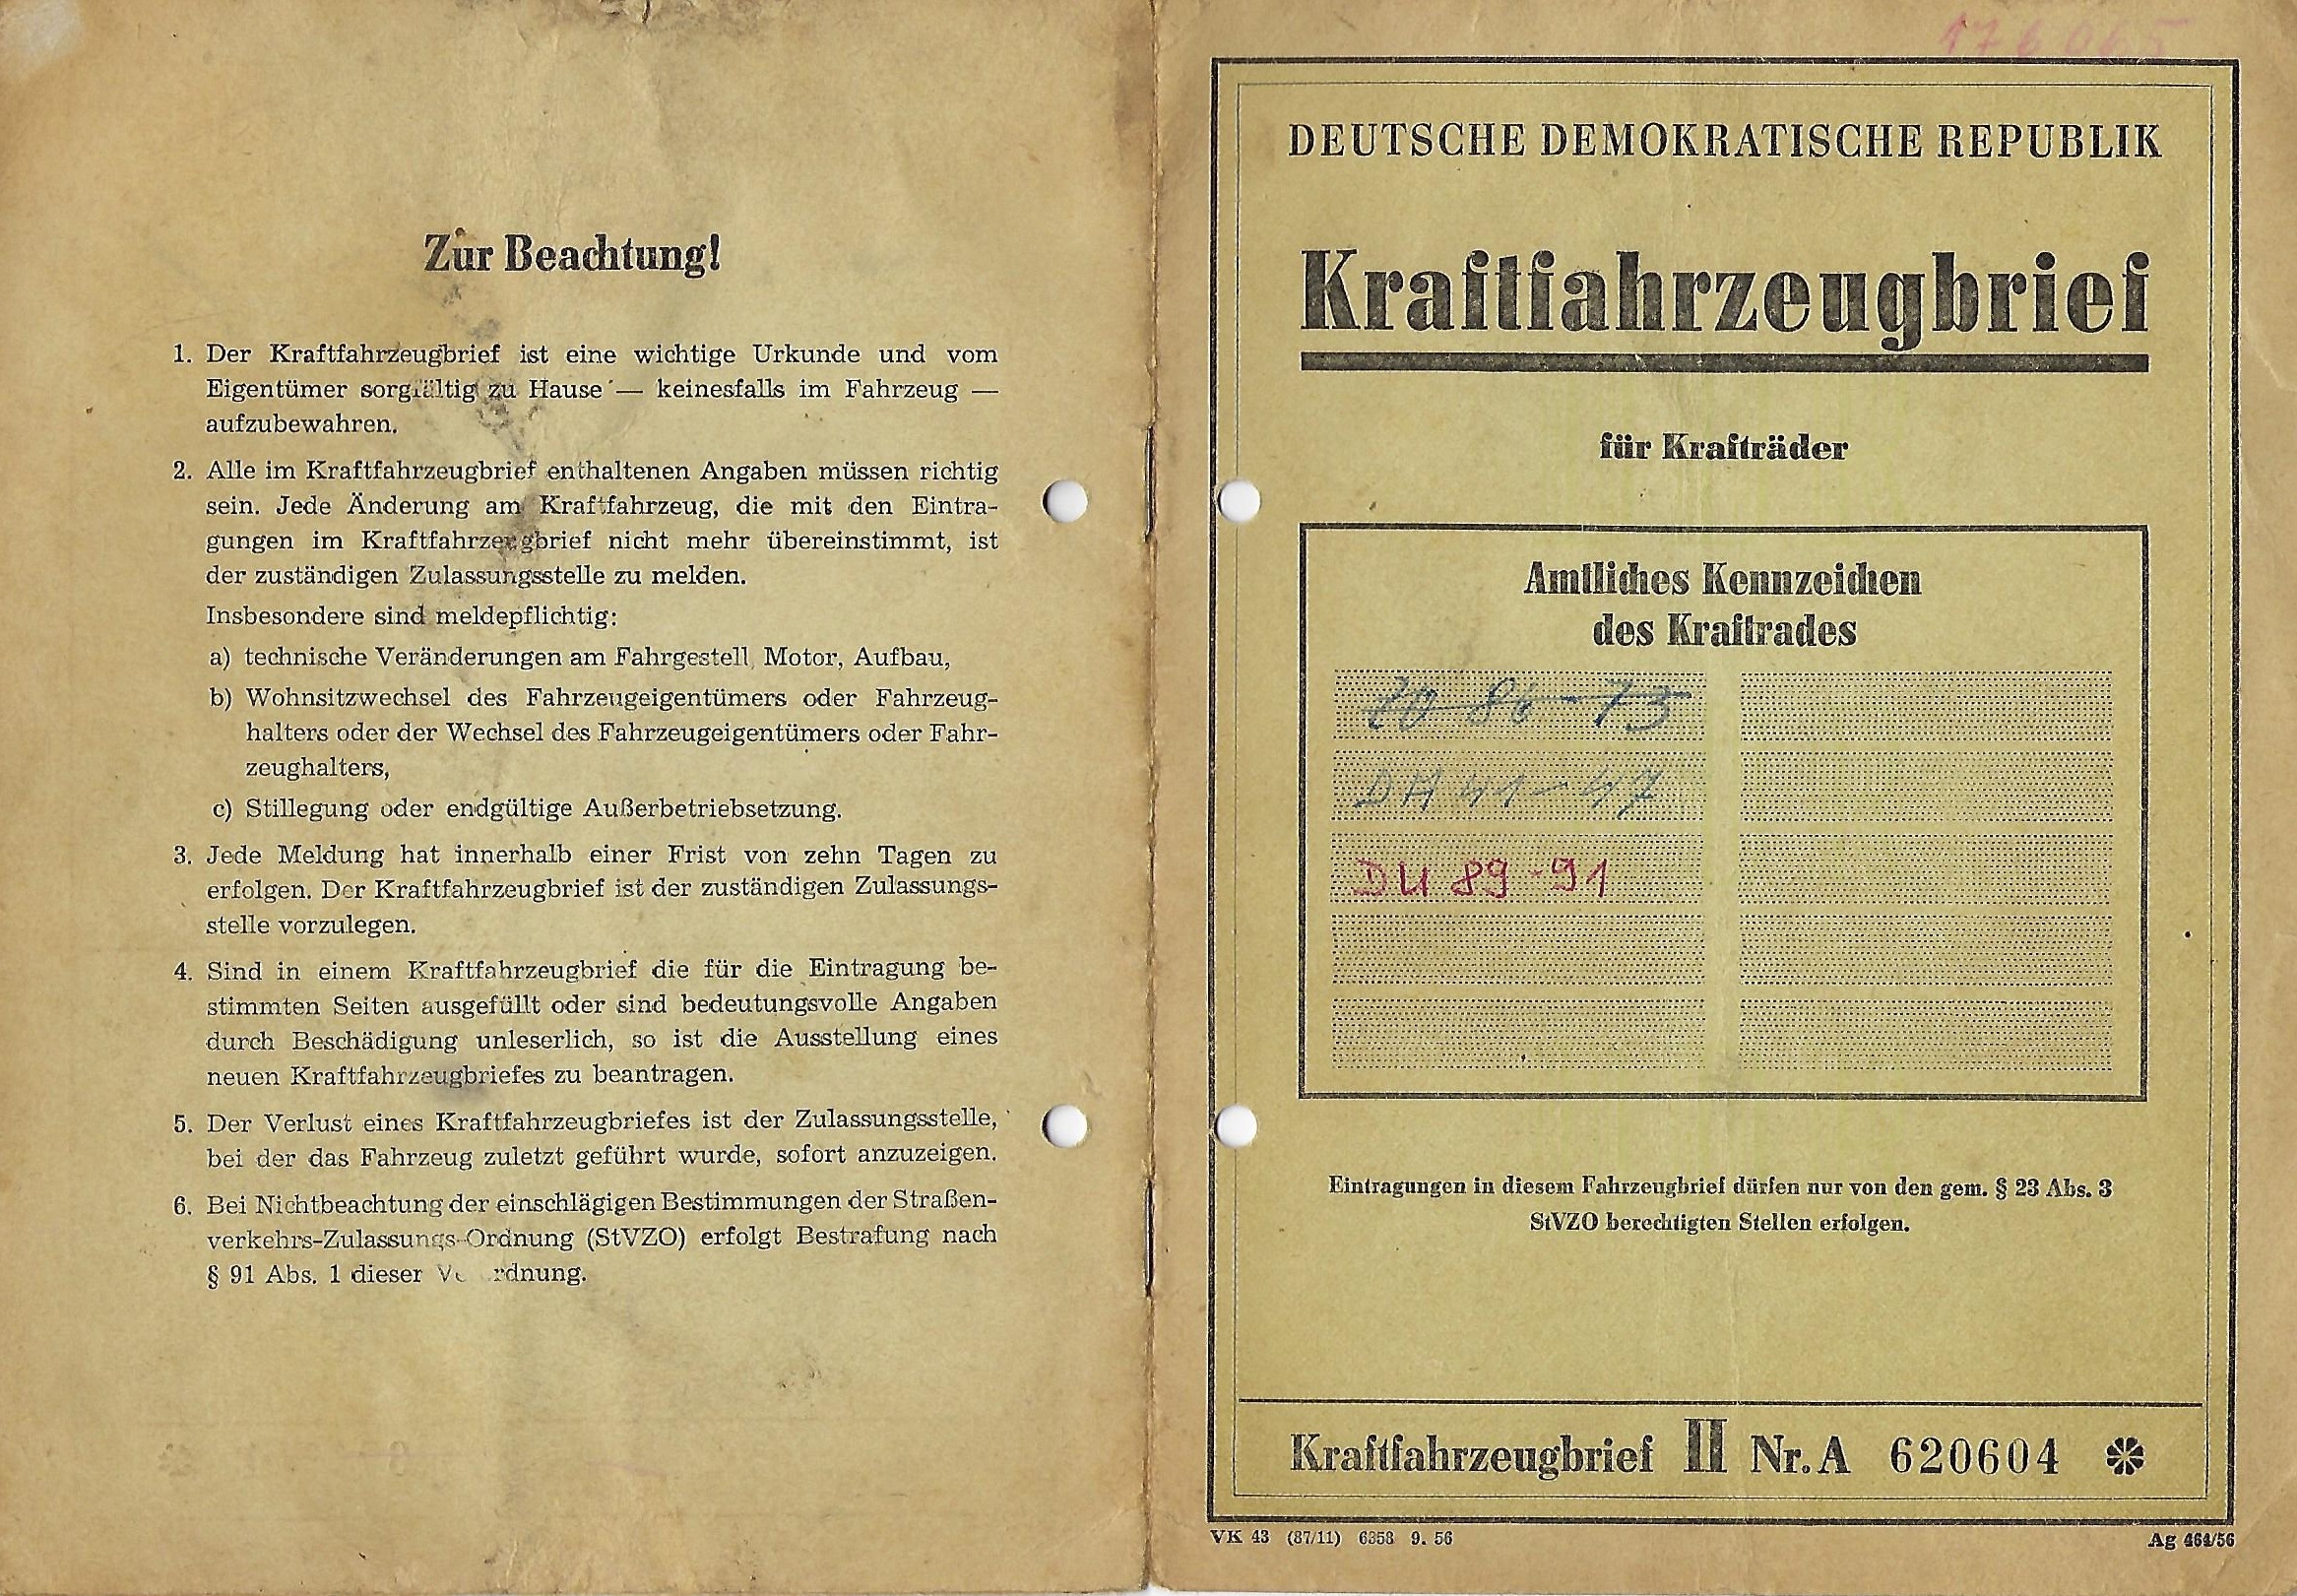 Zur Beachtung!
1. Der Kraftfahrzeugbrief ist eine wichtige Urkunde und vom
Eigentümer sorgfältig zu Hause — keinesfalls im Fahrzeug —
aufzubewahren.
2. Alle im Kraftfahrzeugbrief enthaltenen Angaben müssen richtig
sein. Jede Änderung am Kraftfahrzeug, die mit den Eintra-
gungen im Kraftfahrzeugbrief nicht mehr übereinstimmt, ist
der zuständigen Zulassungsstelle zu melden.
Insbesondere sind meldepflichtig:
a) technische Veränderungen am Fahrgestell, Motor, Aufbau,
b) Wohnsitzwechsel des Fahrzeugeigentümers oder Fahrzeug-
halters oder der Wechsel des Fahrzeugeigentümers oder Fahr-
zeughalters,
c) Stillegung oder endgültige Außerbetriebsetzung.
3. Jede Meldung hat innerhalb einer Frist von zehn Tagen zu
erfolgen. Der Kraftfahrzeugbrief ist der zuständigen Zulassungs-
stelle vorzulegen.
4. Sind in einem Kraftfahrzeugbrief die für die Eintragung be-
stimmten Seiten ausgefüllt oder sind bedeutungsvolle Angaben
durch Beschädigung unleserlich, so ist die Ausstellung eines
neuen Kraftfahrzeugbriefes zu beantragen.
5. Der Verlust eines Kraftfahrzeugbriefes ist der Zulassungsstelle,
bei der das Fahrzeug zuletzt geführt wurde, sofort anzuzeigen.
6. Bei Nichtbeachtung der einschlägigen Bestimmungen der Straßen-
verkehrs-Zulassungs-Ordnung (StVZO) erfolgt Bestrafung nach
§ 91 Abs. 1 dieser
176065
DEUTSCHE DEMOKRATISCHE REPUBLIK
Kraftfahrzeugbrief
für Krafträder
Amtliches Kennzeichen
des Kraftrades
86-73
DH 41-47
DU 89-91
Eintragungen in diesem Fahrzeugbrief dürfen nur von den gem. § 23 Abs. 3
StVZO berechtigten Stellen erfolgen.
Kraftfahrzeugbrief II Nr. A 620604
VK 43 (87/11) 6358 9. 56
Ag 464/56